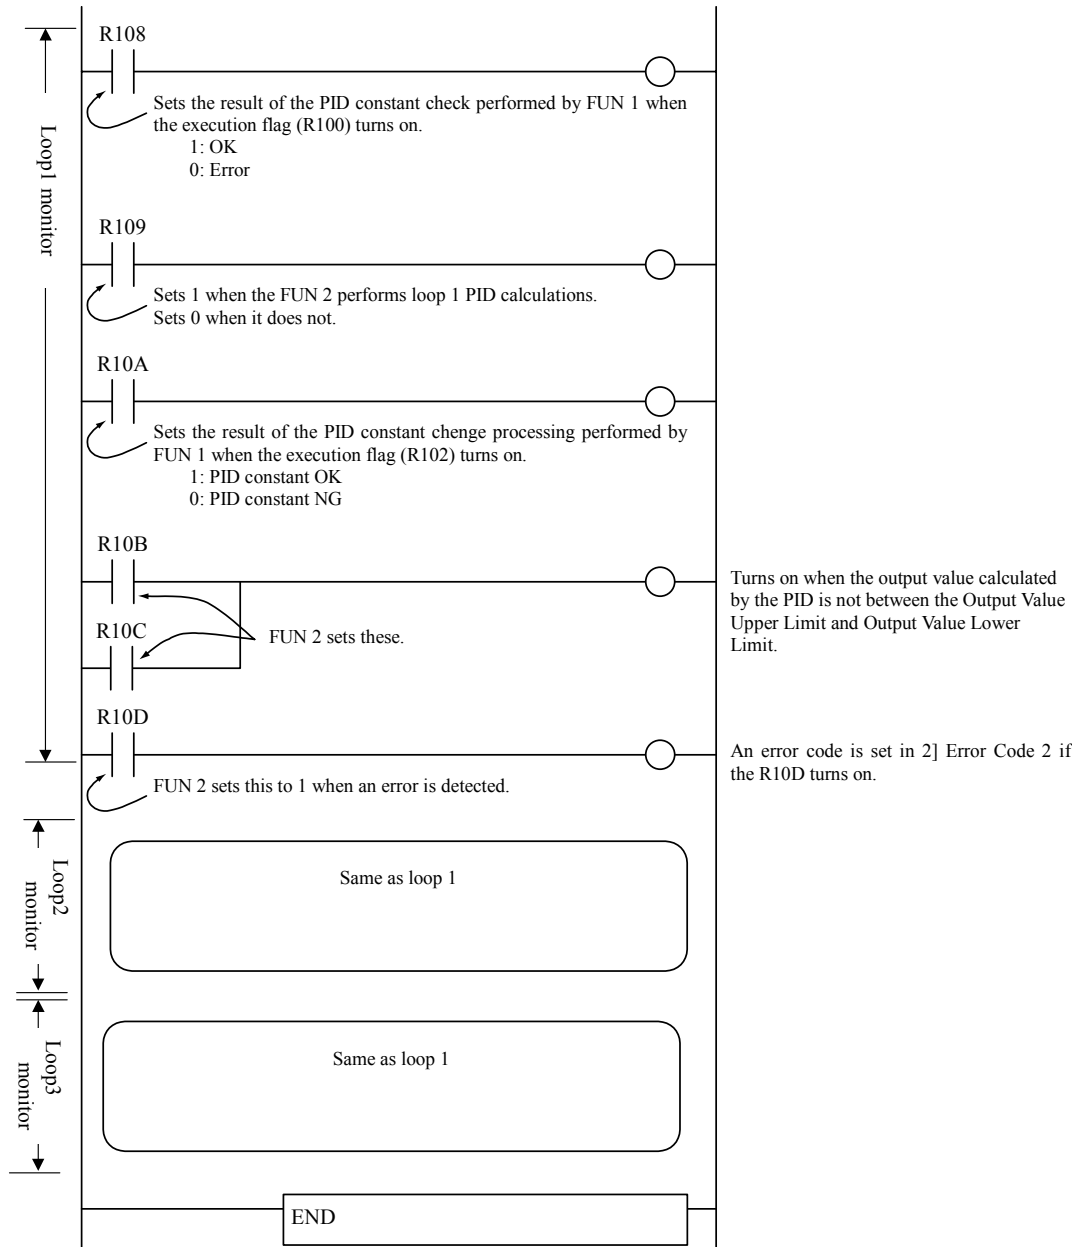 R108
Sets the result of the PID constant check performed by FUN 1 when
the execution flag (R100) turns on.
1: OK
0: Error
Loop1 monitor
R109
Sets 1 when the FUN 2 performs loop 1 PID calculations.
Sets 0 when it does not.
R10A
Sets the result of the PID constant chenge processing performed by
FUN 1 when the execution flag (R102) turns on.
1: PID constant OK
0: PID constant NG
R10B
Turns on when the output value calculated
by the PID is not between the Output Value
Upper Limit and Output Value Lower
Limit.
R10C
FUN 2 sets these.
R10D
An error code is set in 2] Error Code 2 if
the R10D turns on.
FUN 2 sets this to 1 when an error is detected.
Loop2
monitor
Same as loop 1
Loop3
monitor
Same as loop 1
END